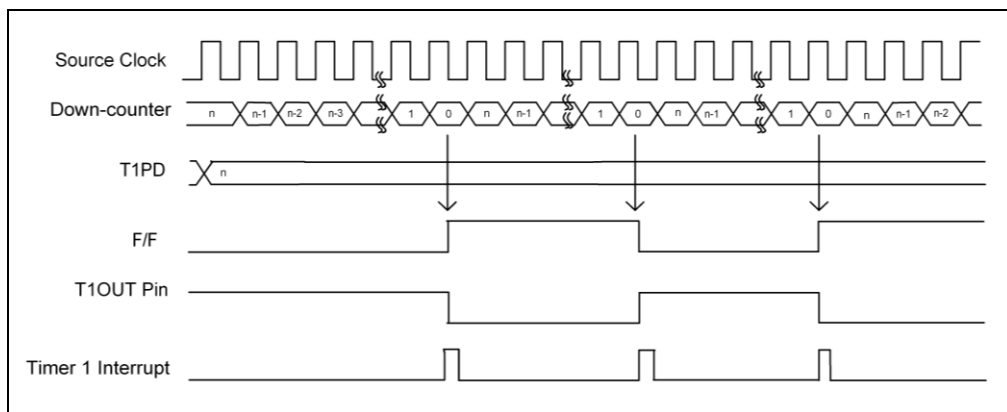 Source Clock
Down-counter
n n-1 n-2 n-3 1 0 n n-1 1 0 n n-1 1 0 n n-1 n-2
T1PD
n
F/F
T1OUT Pin
Timer 1 Interrupt